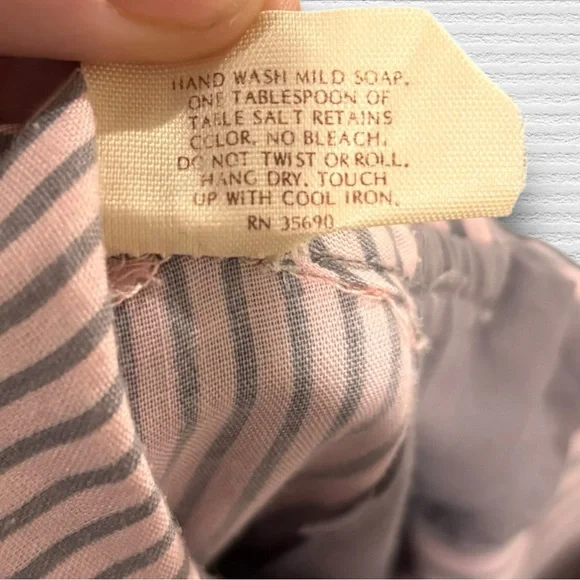 HAND WASH MILD SOAP.
ONE TABLESPOON OF
TABLE SALT RETAINS
COLOR. NO BLEACH.
DO NOT TWIST OR ROLL.
HANG DRY. TOUCH
UP WITH COOL IRON.
RN 35690